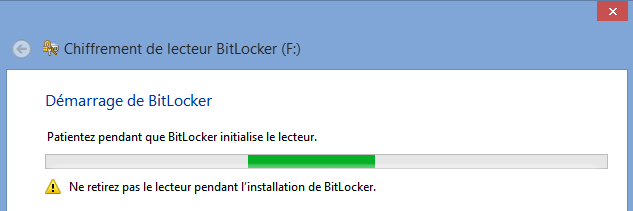 Chiffrement de lecteur BitLocker (F:)
Démarrage de BitLocker
Patientez pendant que BitLocker initialise le lecteur.
Ne retirez pas le lecteur pendant l'installation de BitLocker.